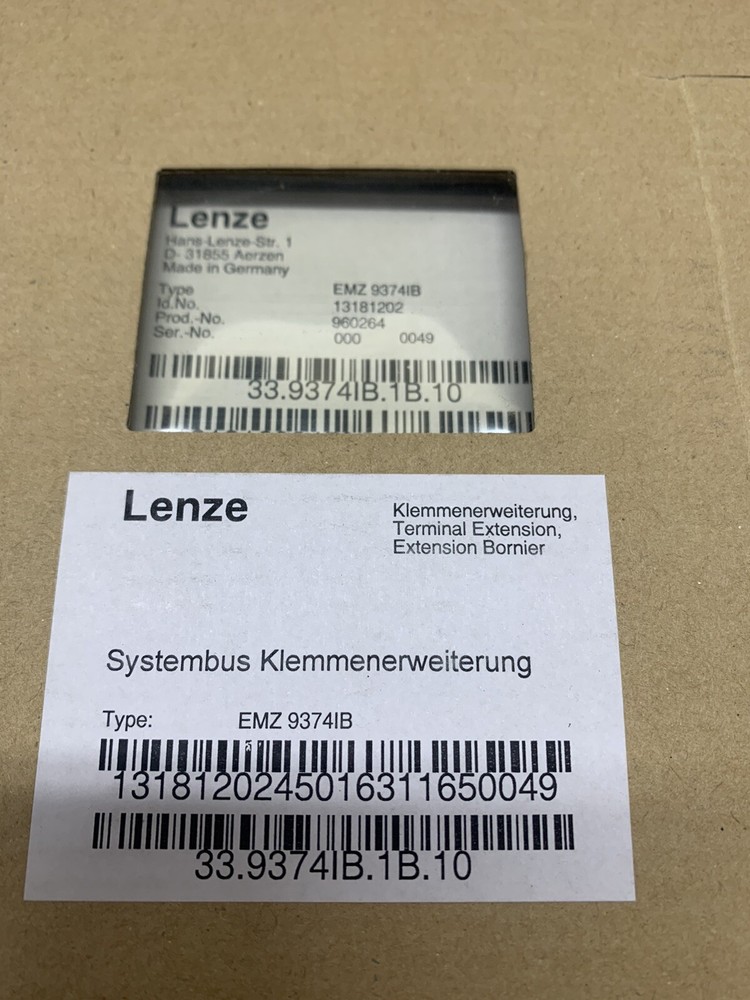 Lenze
Hans-Lenze-Str. 1
D- 31855 Aerzen
Made in Germany
Type EMZ 9374IB
Id.No. 13181202
Prod.-No. 960264
Ser.-No. 000 0049
33.9374IB.1B.10
Lenze
Klemmenerweiterung,
Terminal Extension,
Extension Bornier
Systembus Klemmenerweiterung
Type: EMZ 9374IB
1318120245016311650049
33.9374IB.1B.10